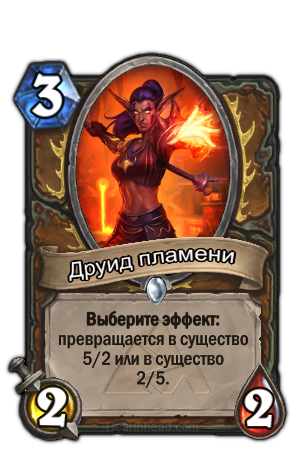 3
Друид пламени
Выберите эффект:
превращается в существо
5/2 или в существо
2/5.
2
2